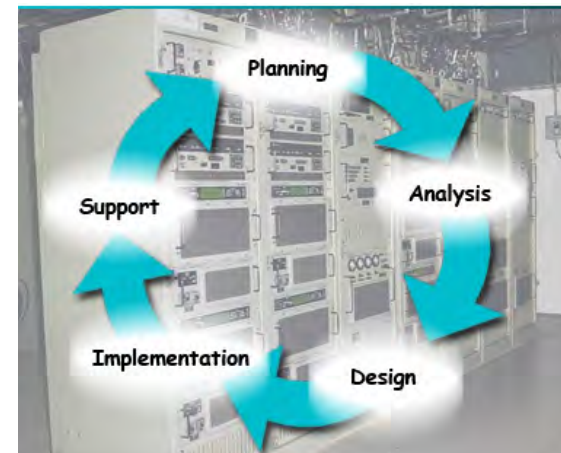 Planning
Analysis
Design
Implementation
Support